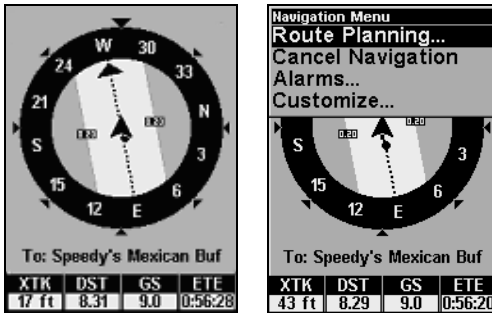 W 30
24 33
21 N
0.20 0.20
S 3
15 6
12 E
To: Speedy's Mexican Buf
XTK DST GS ETE
17 ft 8.31 9.0 0:56:28
Navigation Menu
Route Planning...
Cancel Navigation
Alarms...
Customize...
0.20 0.20
S 3
15 6
12 E
To: Speedy's Mexican Buf
XTK DST GS ETE
43 ft 8.29 9.0 0:56:20